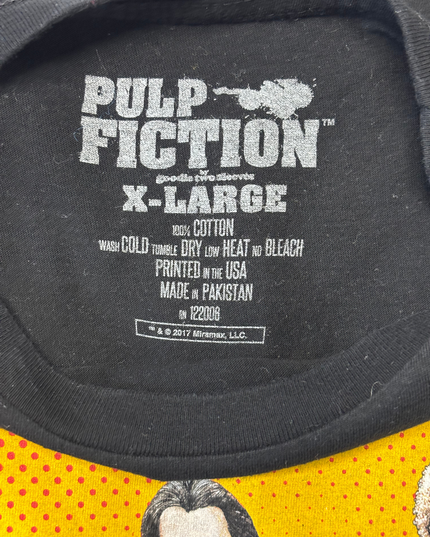 PULP
FICTION™
by
goodie two sleeves
X-LARGE
100% COTTON
WASH COLD TUMBLE DRY LOW HEAT NO BLEACH
PRINTED IN THE USA
MADE IN PAKISTAN
RN 122006
™ & © 2017 Miramax, LLC.